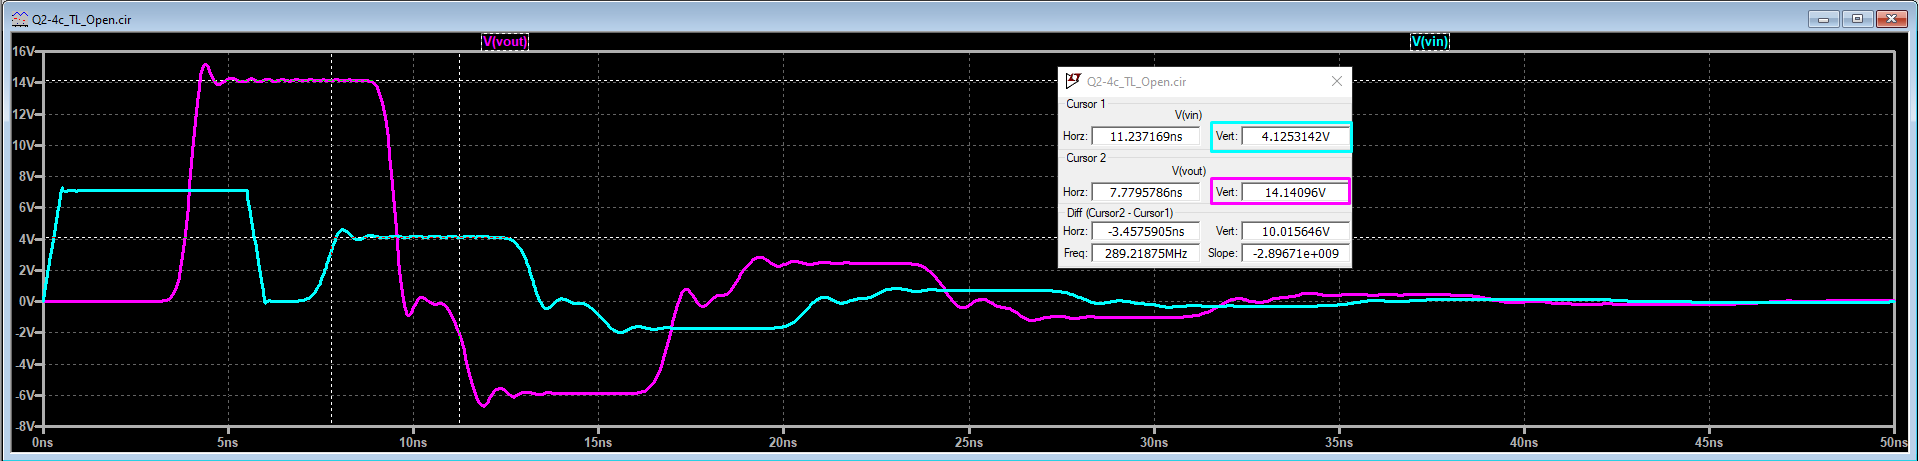 Q2-4c_TL_Open.cir
V(vout)
V(vin)
16V
14V
12V
10V
8V
6V
4V
2V
0V
-2V
-4V
-6V
-8V
0ns
5ns
10ns
15ns
20ns
25ns
30ns
35ns
40ns
45ns
50ns
Q2-4c_TL_Open.cir
Cursor 1
V(vin)
Horz: 11.237169ns Vert: 4.1253142V
Cursor 2
V(vout)
Horz: 7.7795786ns Vert: 14.14096V
Diff (Cursor2 - Cursor1)
Horz: -3.4575905ns Vert: 10.015646V
Freq: 289.21875MHz Slope: -2.89671e+009